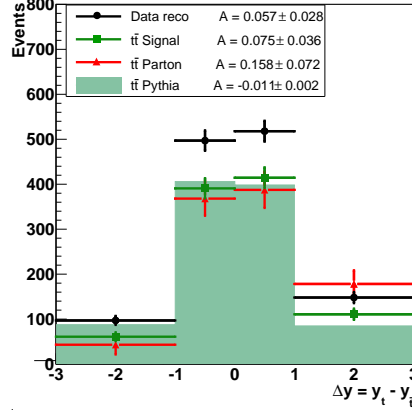 Events
800
700
600
500
400
300
200
100
0
Data reco A = 0.057± 0.028
tt̄ Signal A = 0.075± 0.036
tt̄ Parton A = 0.158± 0.072
tt̄ Pythia A = -0.011± 0.002
-3 -2 -1 0 1 2 3
Δy = y_t - y_t̄